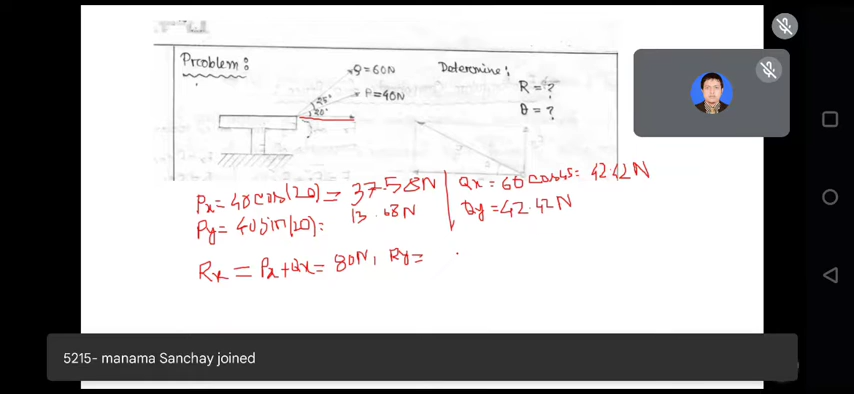 Problem:
Q=60N
P=40N
25°
20°
Determine:
R=?
θ=?
Px=40cos(20)=37.58N
Py=40sin(20)=13.68N
Qx=60cos45=42.42N
Qy=42.42N
Rx=Px+Qx=80N, Ry=
5215- manama Sanchay joined